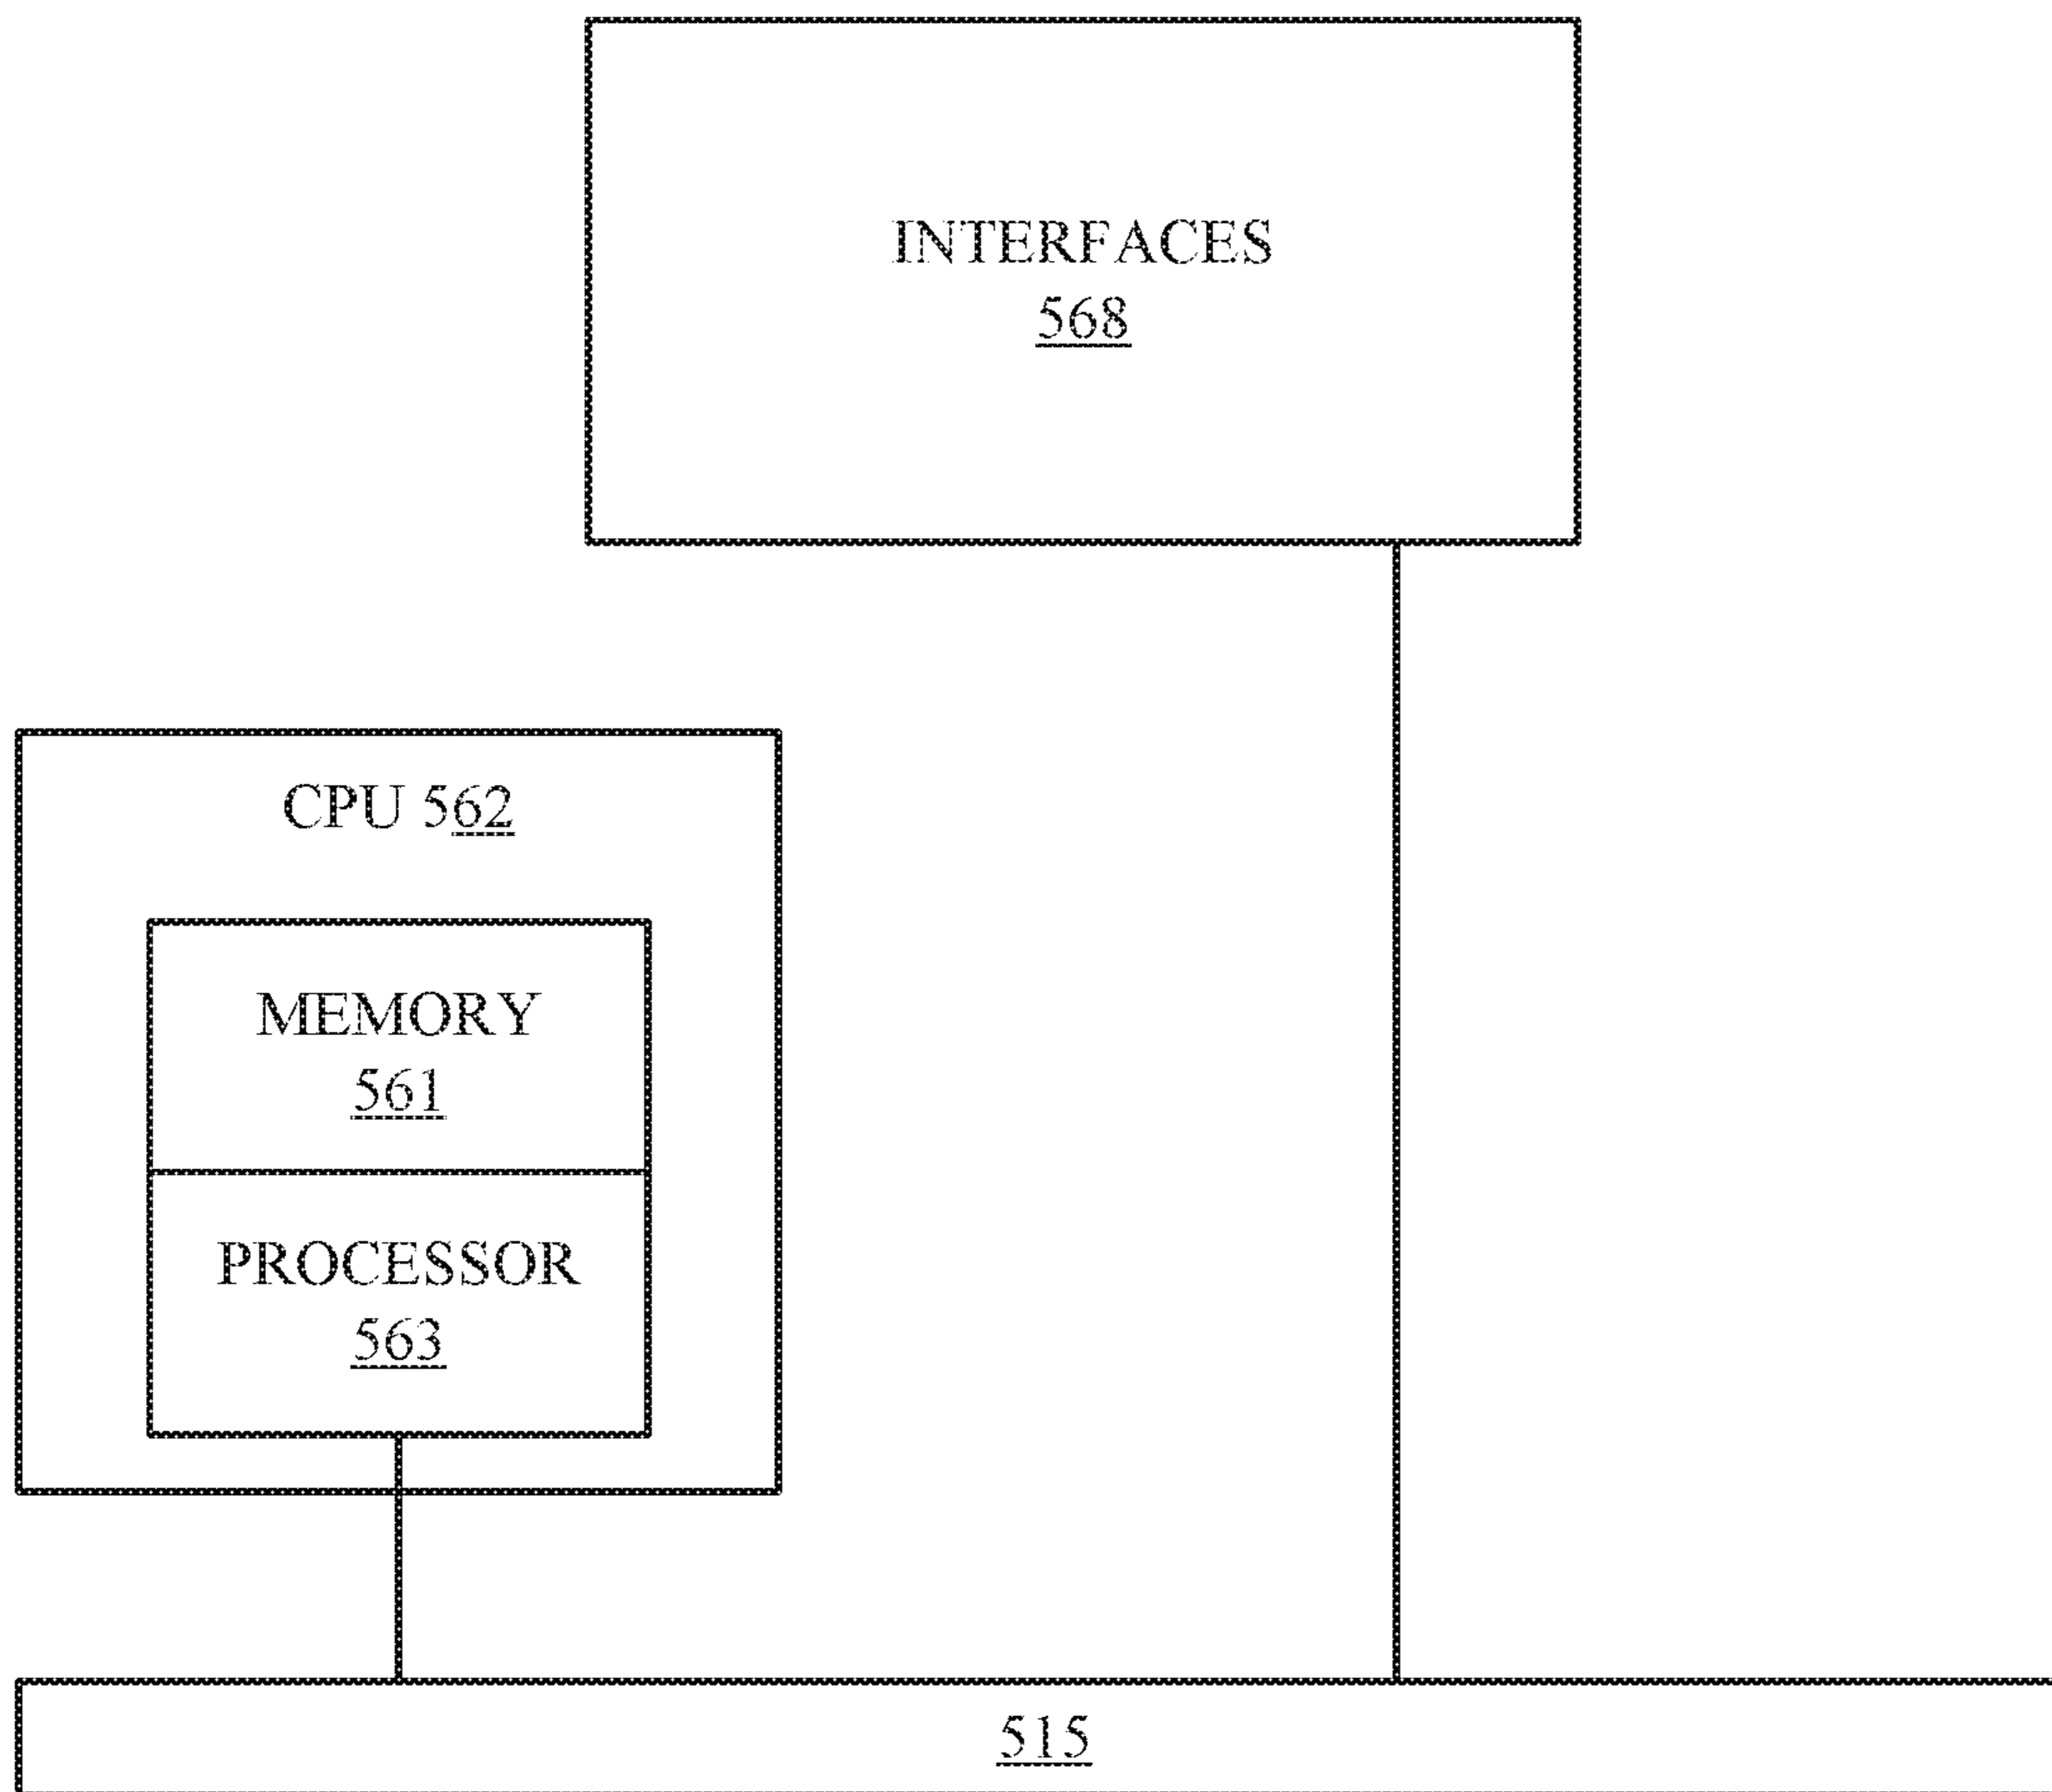 INTERFACES
568
CPU 562
MEMORY
561
PROCESSOR
563
515